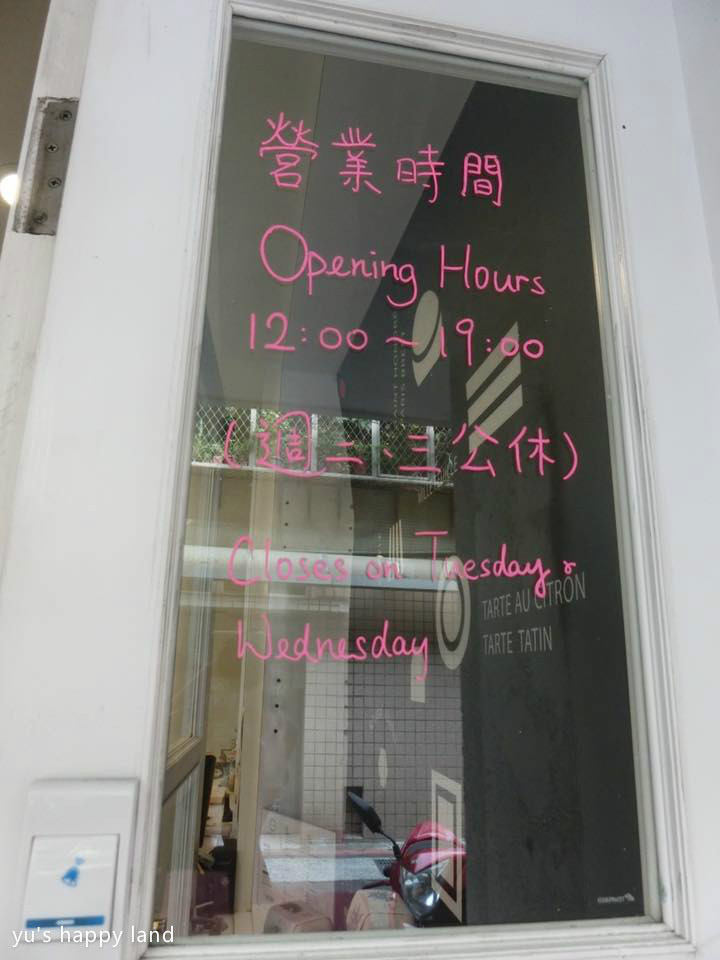 營業時間
Opening Hours
12:00~19:00
(週二、三公休)
Closes on Tuesday &
Wednesday
TARTE AU CITRON
TARTE TATIN
yu's happy land